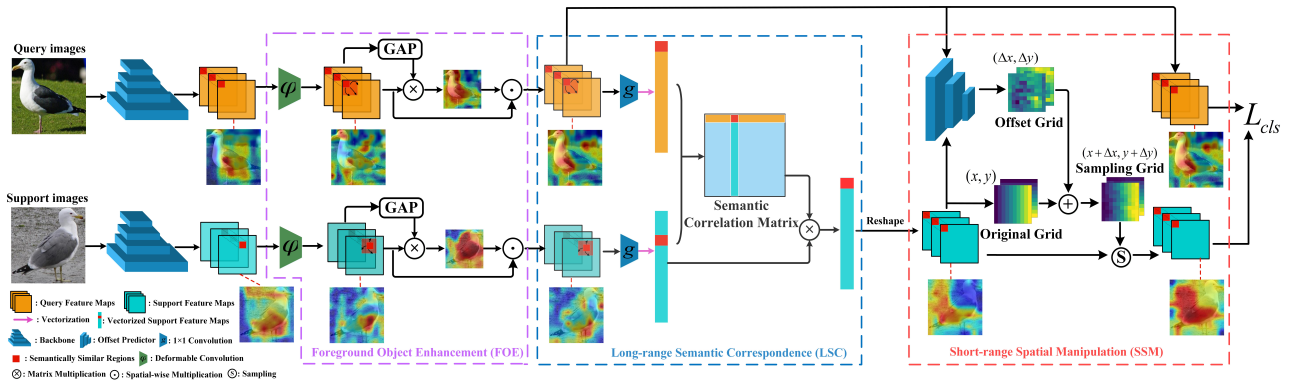 Query images
Support images
φ
φ
GAP
GAP
g
g
Semantic
Correlation Matrix
Reshape
(Δx, Δy)
Offset Grid
(x + Δx, y + Δy)
Sampling Grid
(x, y)
Original Grid
S
L_cls
: Query Feature Maps
: Support Feature Maps
: Vectorization
: Vectorized Support Feature Maps
: Backbone
: Offset Predictor
g : 1×1 Convolution
: Semantically Similar Regions
φ : Deformable Convolution
: Matrix Multiplication
: Spatial-wise Multiplication
S : Sampling
Foreground Object Enhancement (FOE)
Long-range Semantic Correspondence (LSC)
Short-range Spatial Manipulation (SSM)